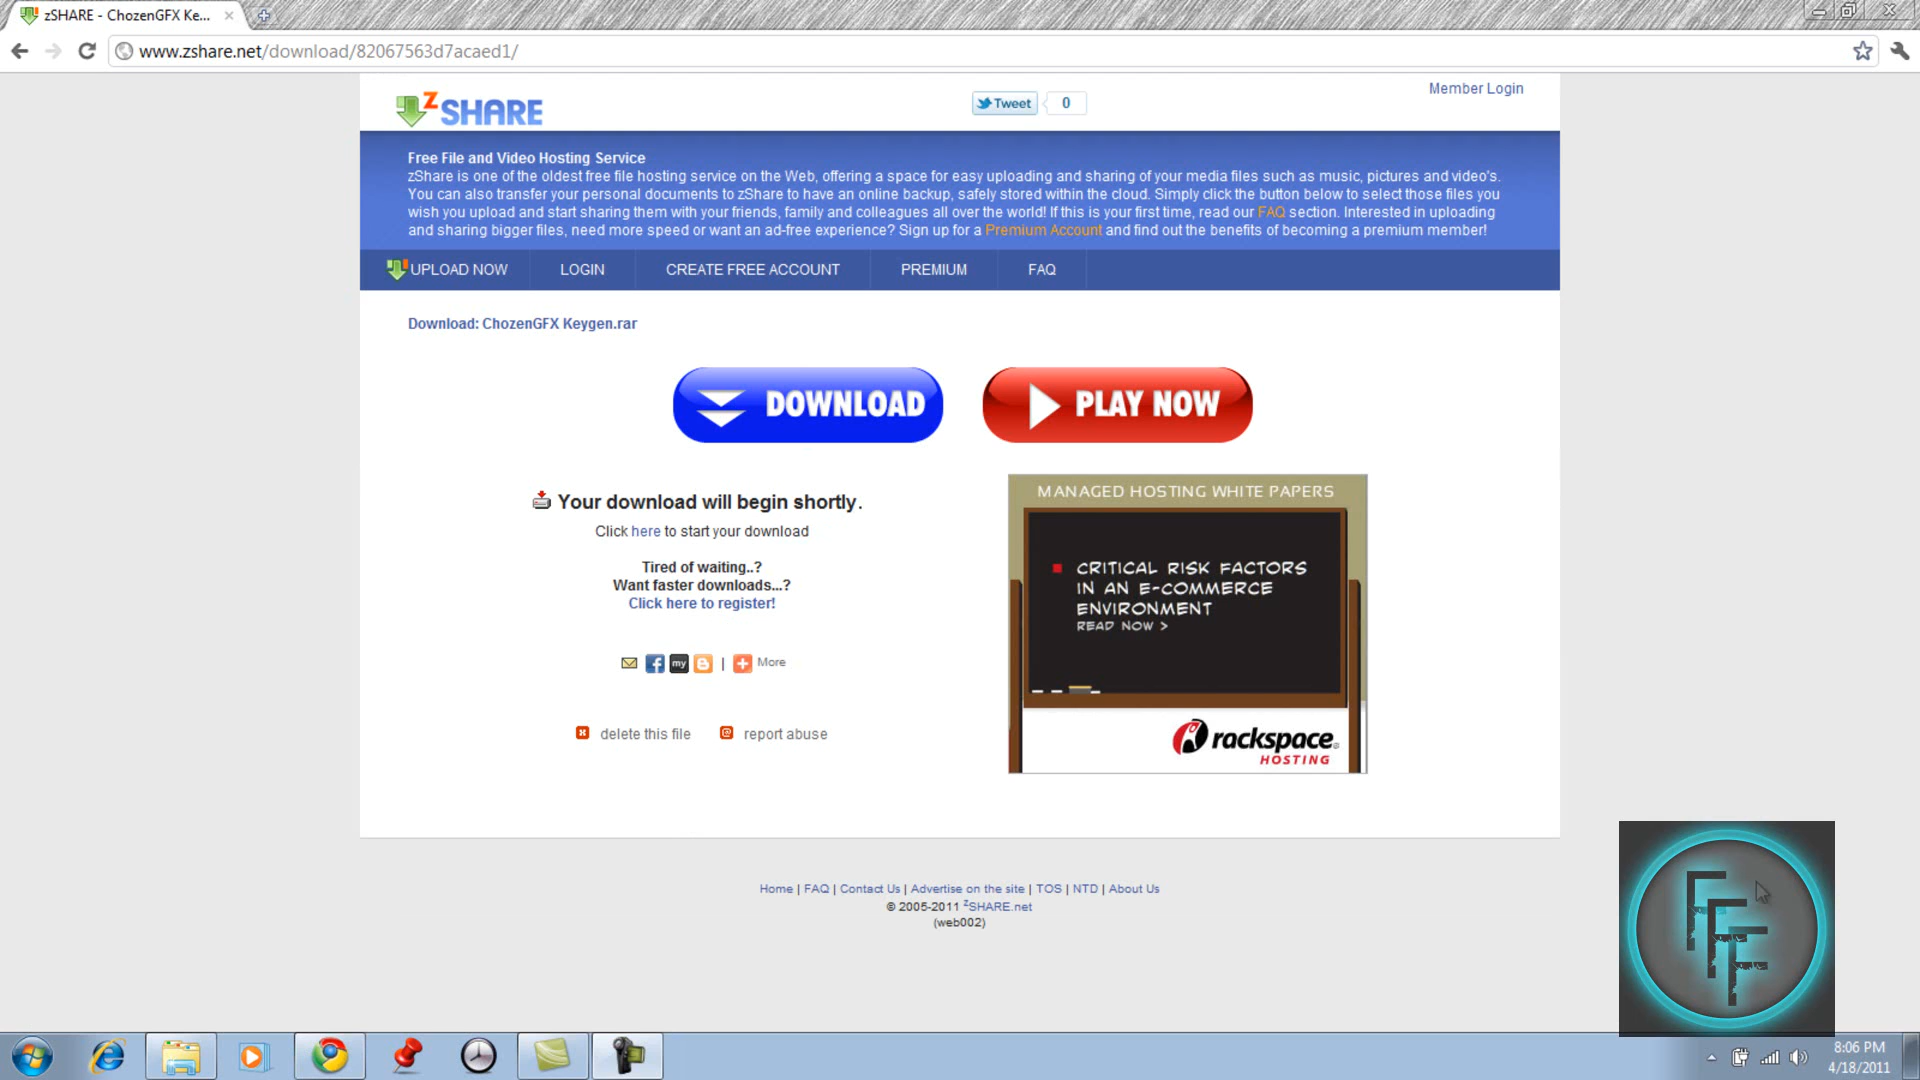 zSHARE - ChozenGFX Ke...
www.zshare.net/download/82067563d7acaed1/
Member Login
zSHARE
Tweet
0
Free File and Video Hosting Service
zShare is one of the oldest free file hosting service on the Web, offering a space for easy uploading and sharing of your media files such as music, pictures and video's.
You can also transfer your personal documents to zShare to have an online backup, safely stored within the cloud. Simply click the button below to select those files you
wish you upload and start sharing them with your friends, family and colleagues all over the world! If this is your first time, read our FAQ section. Interested in uploading
and sharing bigger files, need more speed or want an ad-free experience? Sign up for a Premium Account and find out the benefits of becoming a premium member!
UPLOAD NOW LOGIN CREATE FREE ACCOUNT PREMIUM FAQ
Download: ChozenGFX Keygen.rar
DOWNLOAD
PLAY NOW
Your download will begin shortly.
Click here to start your download
Tired of waiting..?
Want faster downloads...?
Click here to register!
my
| More
delete this file
report abuse
MANAGED HOSTING WHITE PAPERS
CRITICAL RISK FACTORS
IN AN E-COMMERCE
ENVIRONMENT
READ NOW >
rackspace®
HOSTING
Home | FAQ | Contact Us | Advertise on the site | TOS | NTD | About Us
© 2005-2011 zSHARE.net
(web002)
FFF
8:06 PM
4/18/2011